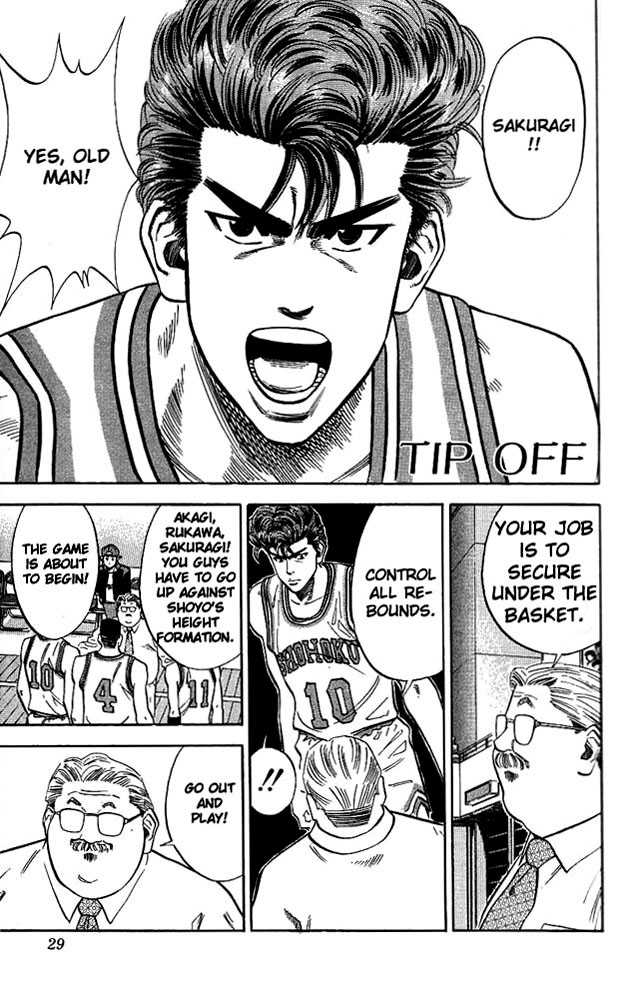 SAKURAGI
!!
YES, OLD
MAN!
TIP OFF
YOUR JOB
IS TO
SECURE
UNDER THE
BASKET.
CONTROL
ALL RE-
BOUNDS.
SHOHOKU
10
!!
AKAGI,
RUKAWA,
SAKURAGI!
YOU GUYS
HAVE TO GO
UP AGAINST
SHOYO'S
HEIGHT
FORMATION.
THE GAME
IS ABOUT
TO BEGIN!
10
4
11
GO OUT
AND
PLAY!
29